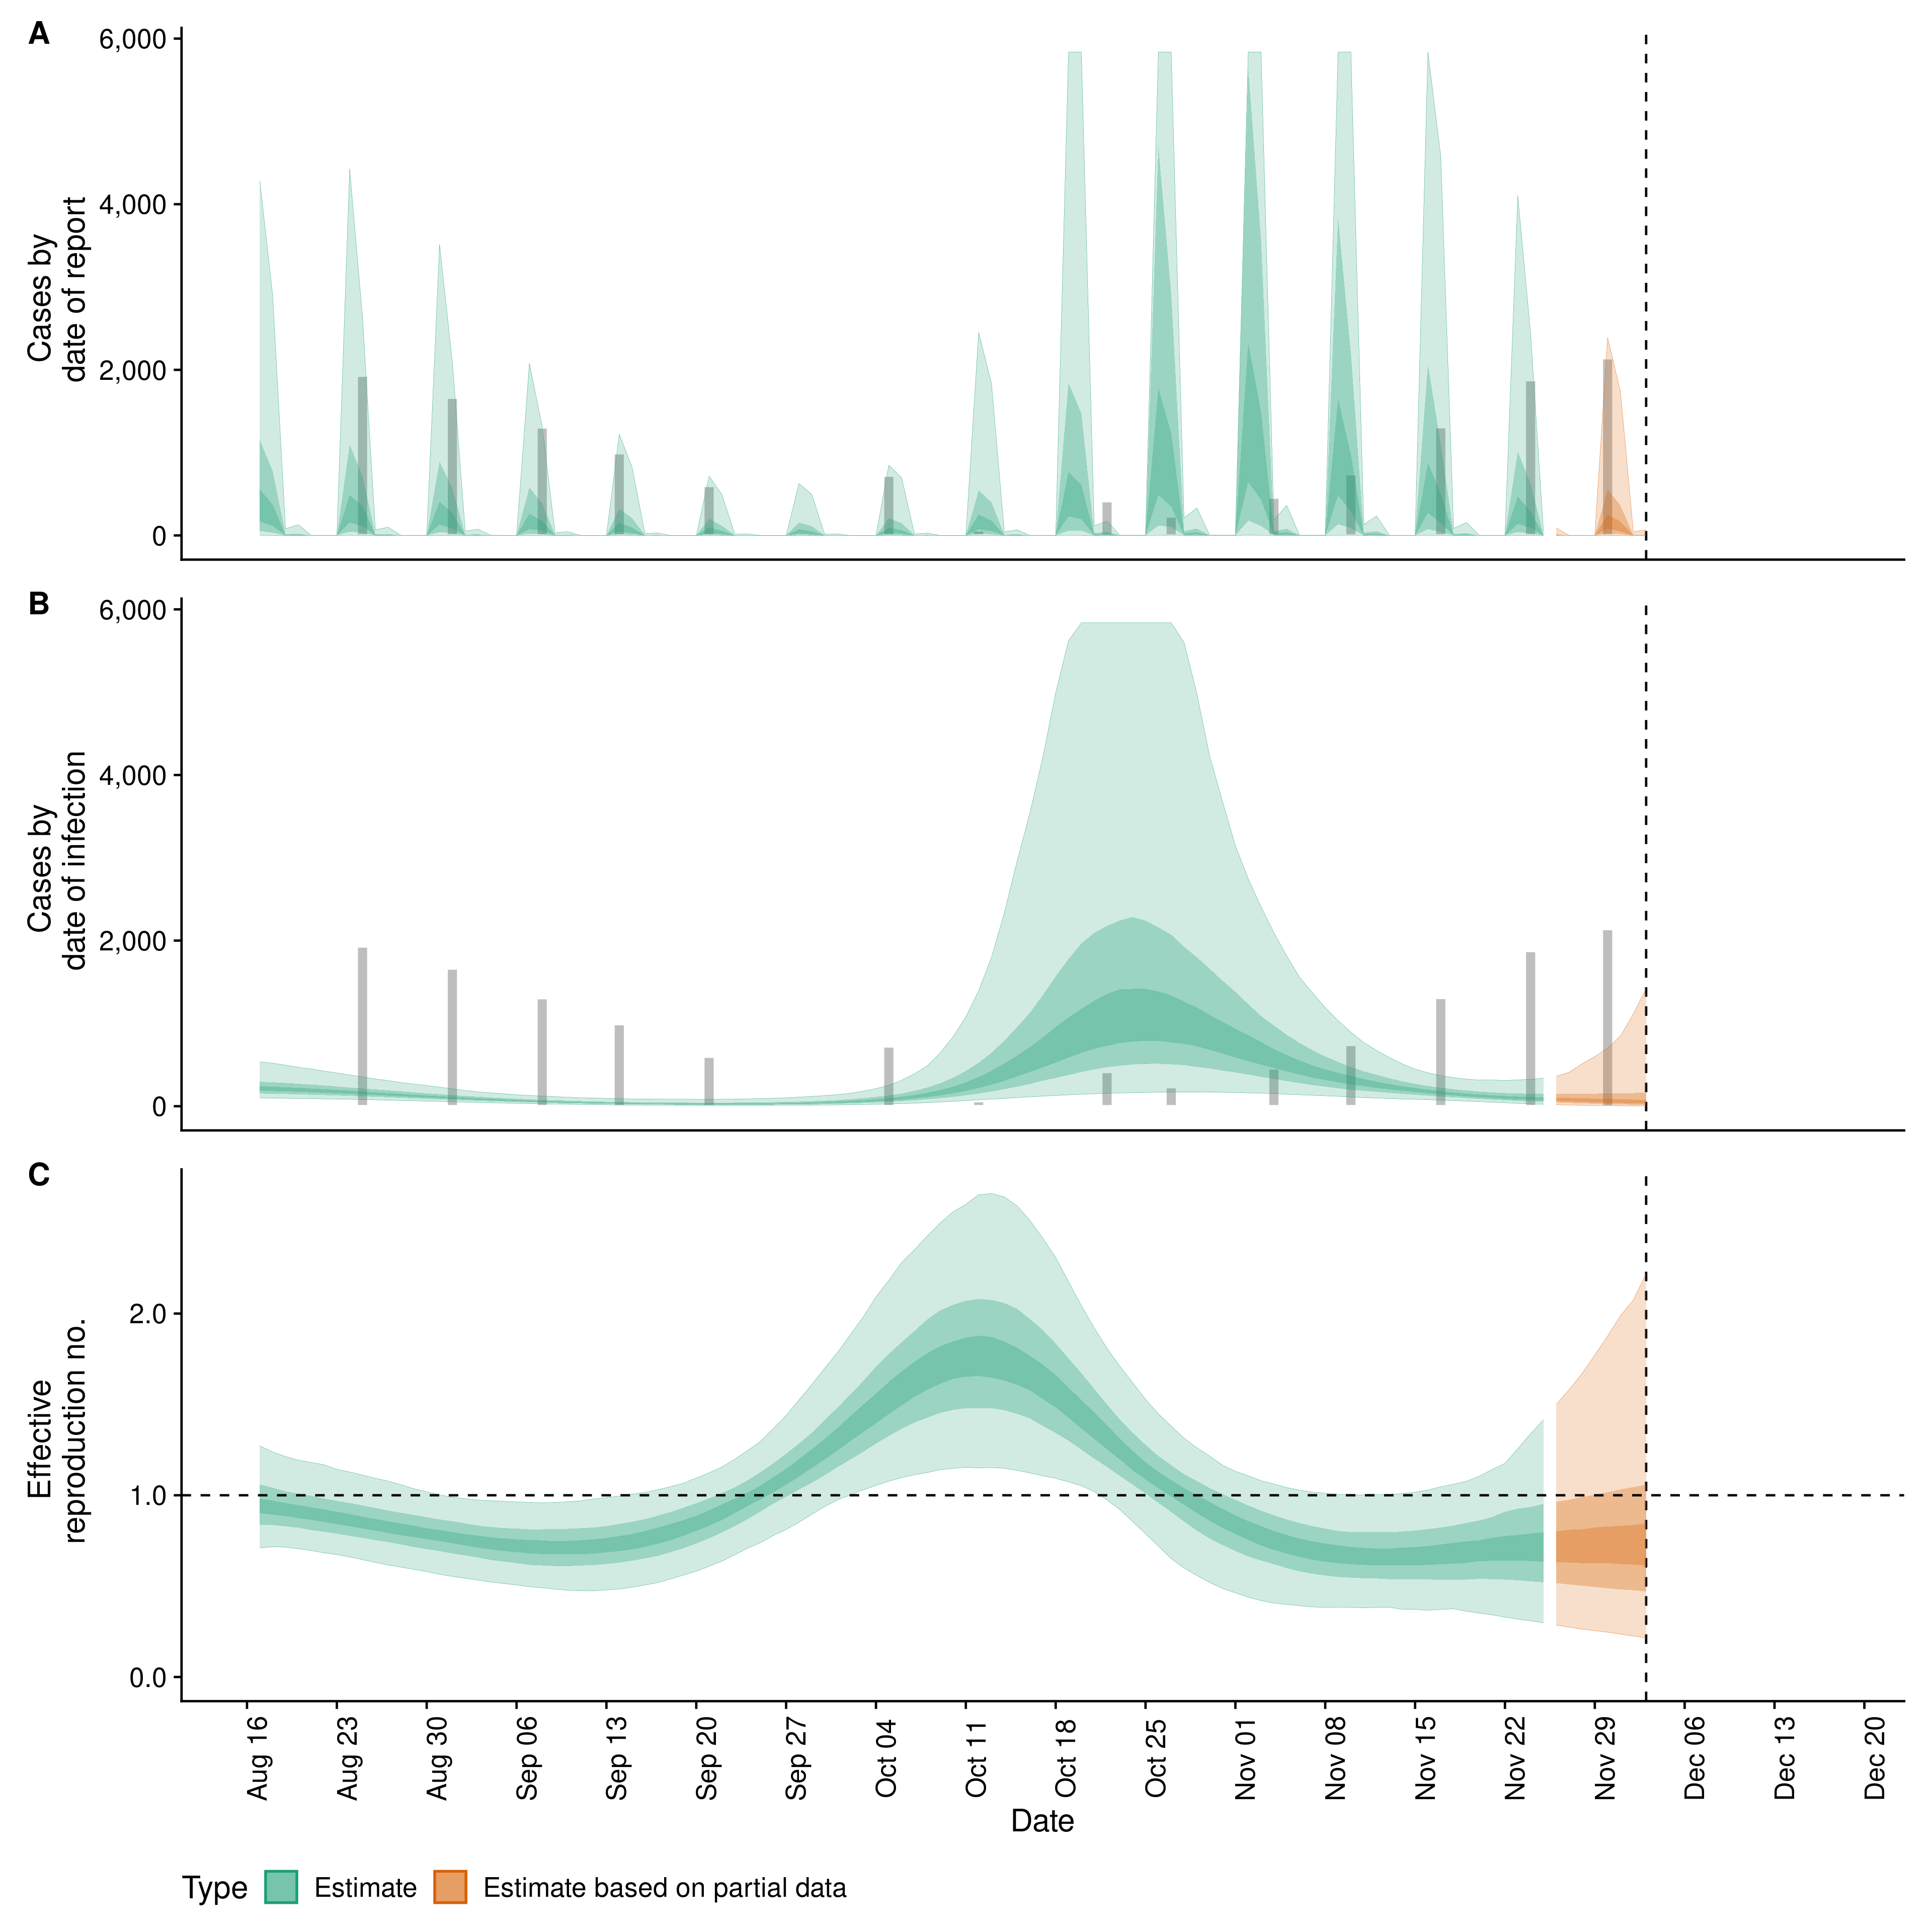 A
6,000
4,000
2,000
0
Cases by
date of report
B
6,000
4,000
2,000
0
Cases by
date of infection
C
2.0
1.0
0.0
Effective
reproduction no.
Aug 16
Aug 23
Aug 30
Sep 06
Sep 13
Sep 20
Sep 27
Oct 04
Oct 11
Oct 18
Oct 25
Nov 01
Nov 08
Nov 15
Nov 22
Nov 29
Dec 06
Dec 13
Dec 20
Date
Type Estimate Estimate based on partial data